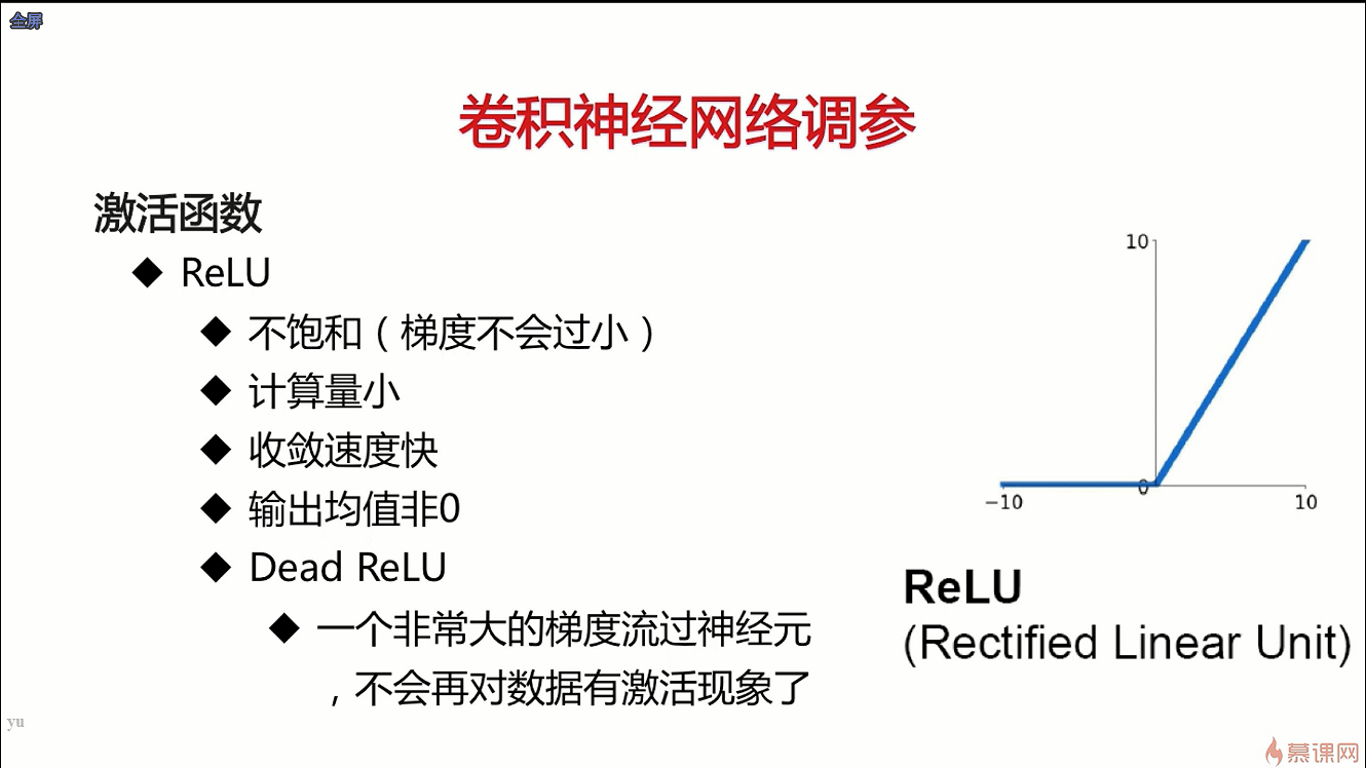 全屏
卷积神经网络调参
激活函数
◆ ReLU
◆ 不饱和（梯度不会过小）
◆ 计算量小
◆ 收敛速度快
◆ 输出均值非0
◆ Dead ReLU
◆ 一个非常大的梯度流过神经元
，不会再对数据有激活现象了
10
0
−10
10
ReLU
(Rectified Linear Unit)
yu
慕课网